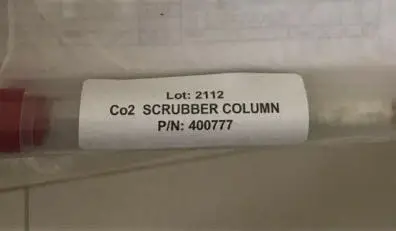 Lot: 2112
Co2 SCRUBBER COLUMN
P/N: 400777